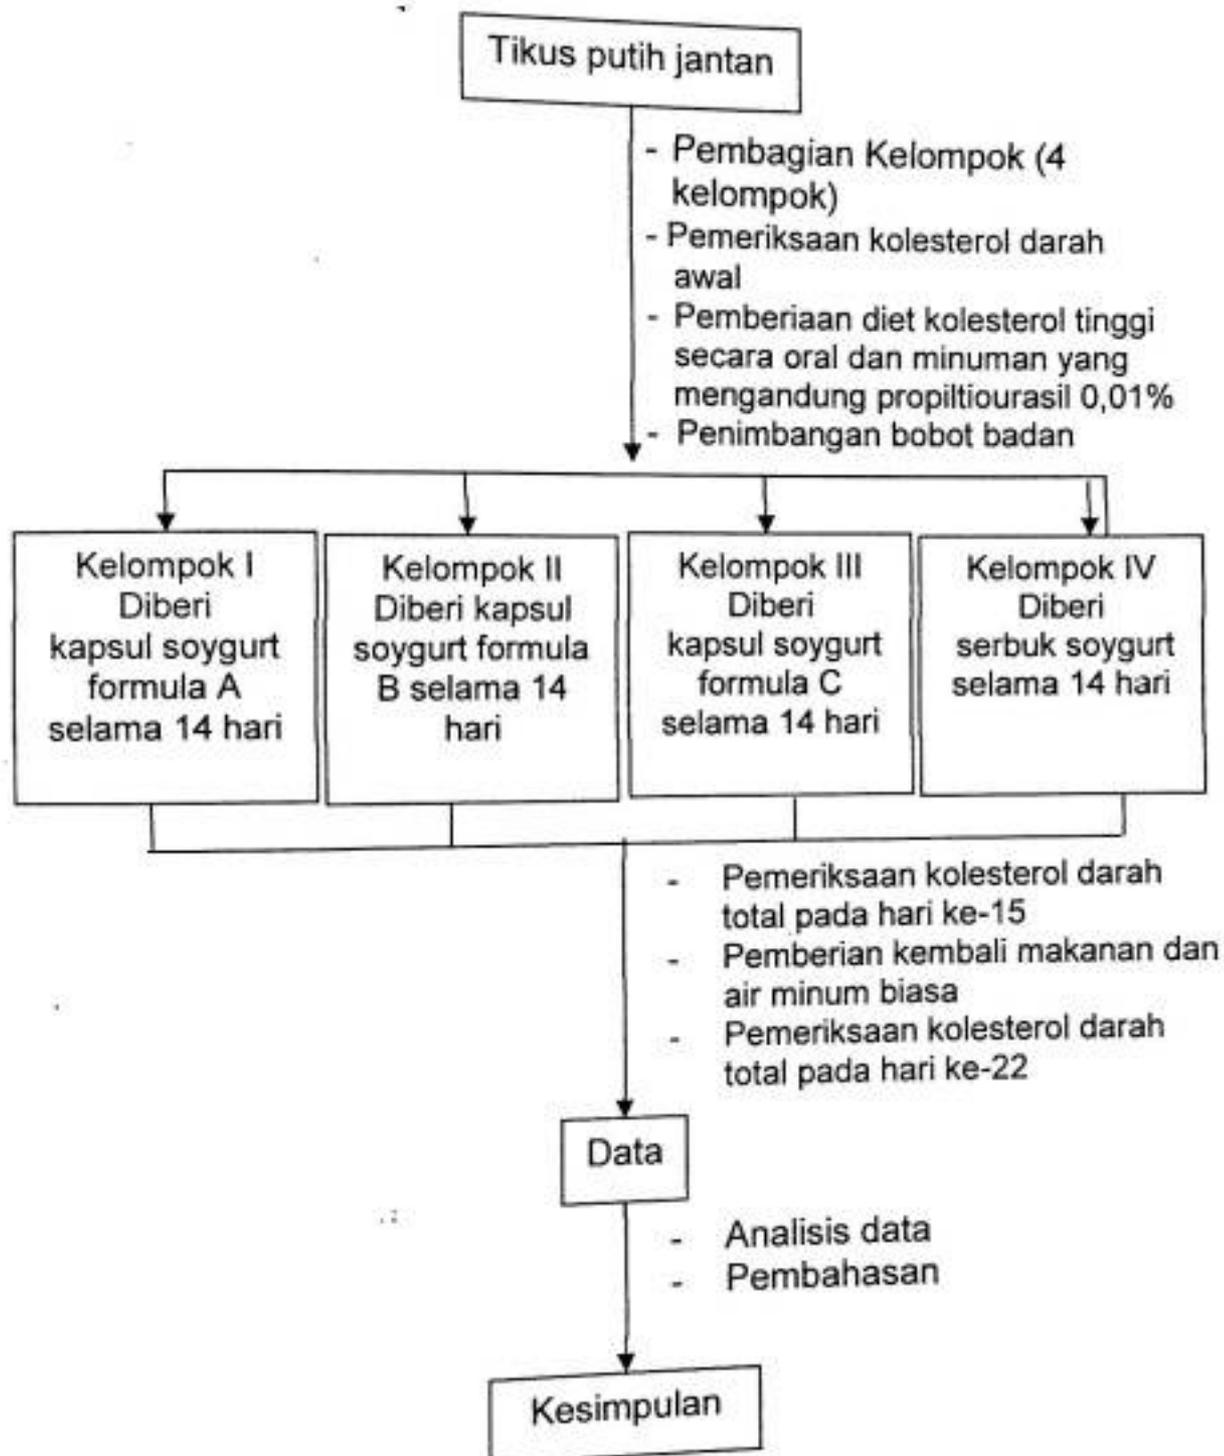 Tikus putih jantan
- Pembagian Kelompok (4
kelompok)
- Pemeriksaan kolesterol darah
awal
- Pemberiaan diet kolesterol tinggi
secara oral dan minuman yang
mengandung propiltiourasil 0,01%
- Penimbangan bobot badan
Kelompok I
Diberi
kapsul soygurt
formula A
selama 14 hari
Kelompok II
Diberi kapsul
soygurt formula
B selama 14
hari
Kelompok III
Diberi
kapsul soygurt
formula C
selama 14 hari
Kelompok IV
Diberi
serbuk soygurt
selama 14 hari
- Pemeriksaan kolesterol darah
total pada hari ke-15
- Pemberian kembali makanan dan
air minum biasa
- Pemeriksaan kolesterol darah
total pada hari ke-22
Data
- Analisis data
- Pembahasan
Kesimpulan